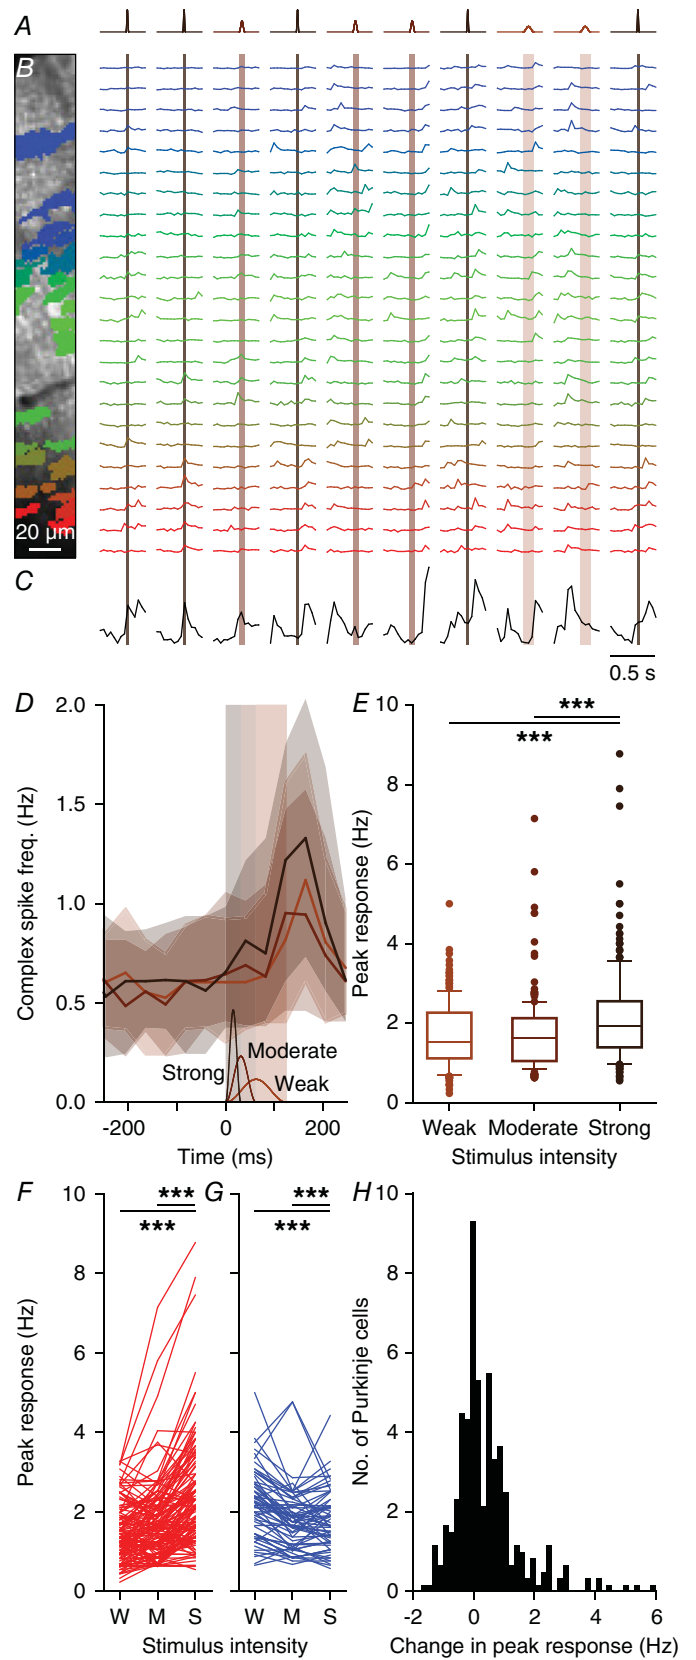 A
B
20 µm
C
0.5 s
D
2.0
1.5
1.0
0.5
0.0
Complex spike freq. (Hz)
Strong
Moderate
Weak
-200
0
200
Time (ms)
E
10
8
6
4
2
0
Peak response (Hz)
***
***
Weak
Moderate
Strong
Stimulus intensity
F
10
8
6
4
2
0
Peak response (Hz)
***
***
W
M
S
G
***
***
W
M
S
Stimulus intensity
H
10
8
6
4
2
0
No. of Purkinje cells
-2
0
2
4
6
Change in peak response (Hz)